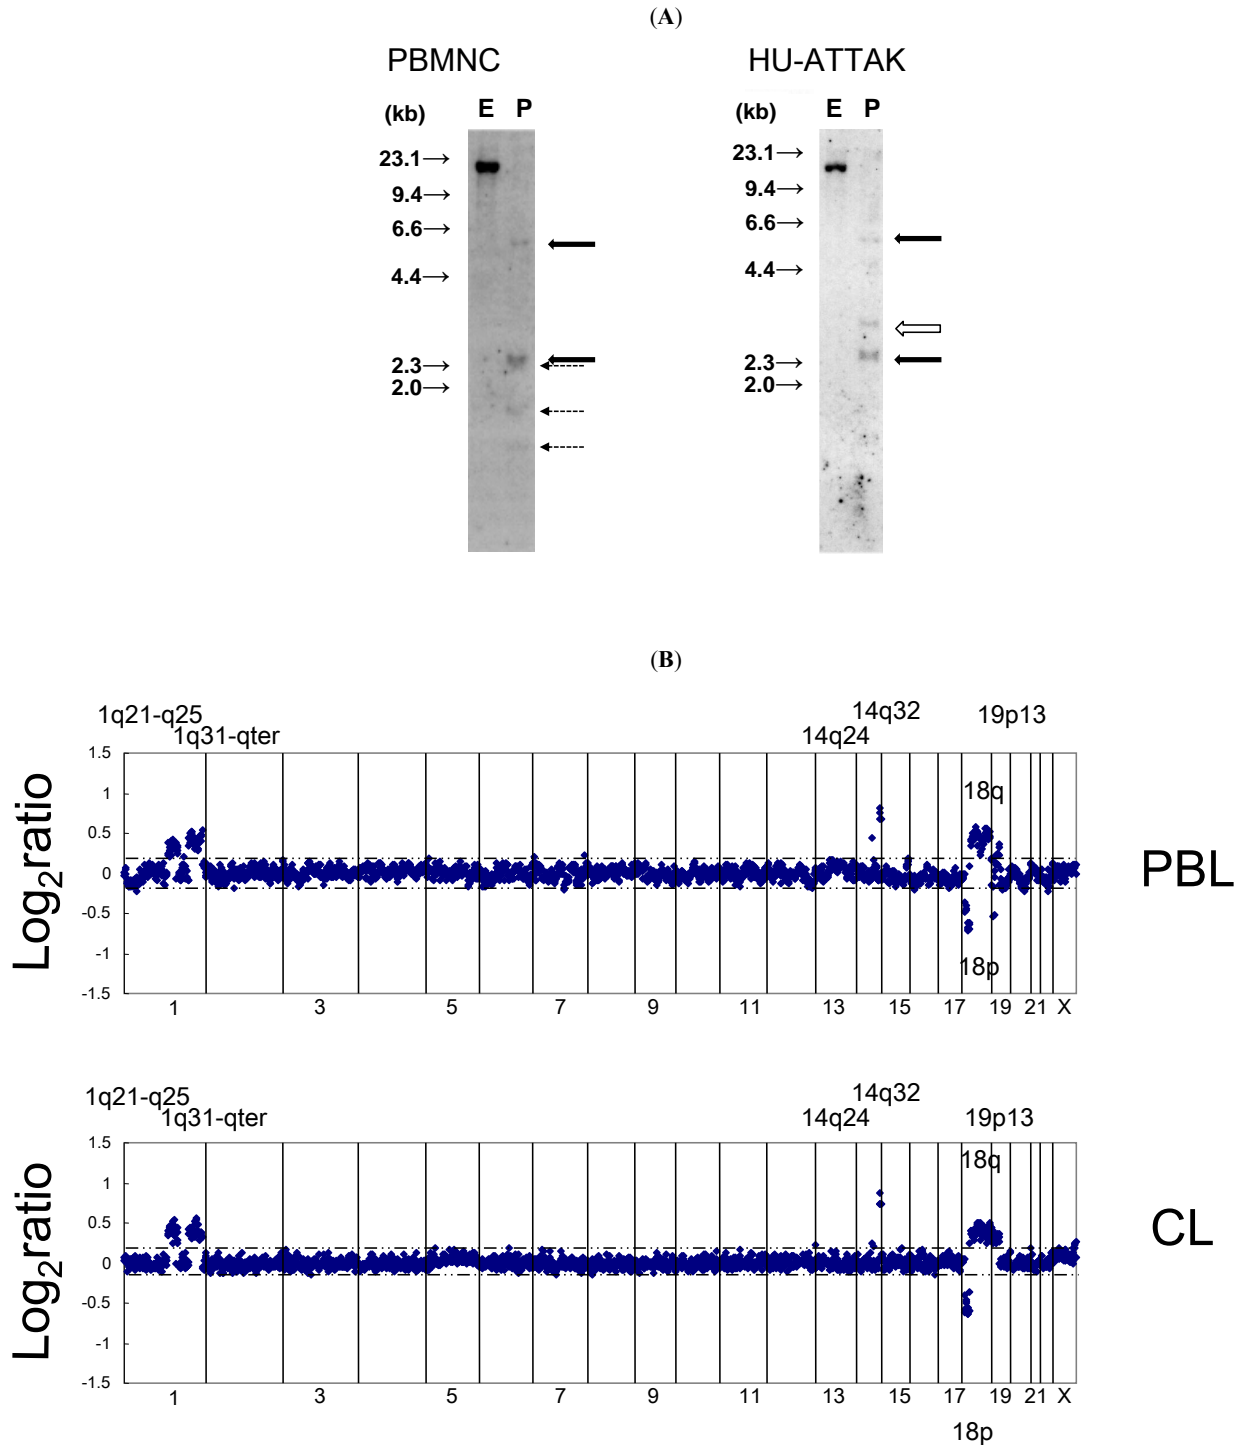 (A)
PBMNC
HU-ATTAK
(kb) E P
(kb) E P
23.1→
9.4→
6.6→
4.4→
2.3→
2.0→
23.1→
9.4→
6.6→
4.4→
2.3→
2.0→
(B)
14q32
1q21-q25
19p13
1q31-qter
14q24
1.5
1
0.5
0
-0.5
-1
-1.5
Log2ratio
18q
18p
PBL
1 3 5 7 9 11 13 15 17 19 21 X
1q21-q25
14q32
1q31-qter
14q24
19p13
1.5
1
0.5
0
-0.5
-1
-1.5
Log2ratio
18q
CL
1 3 5 7 9 11 13 15 17 19 21 X
18p